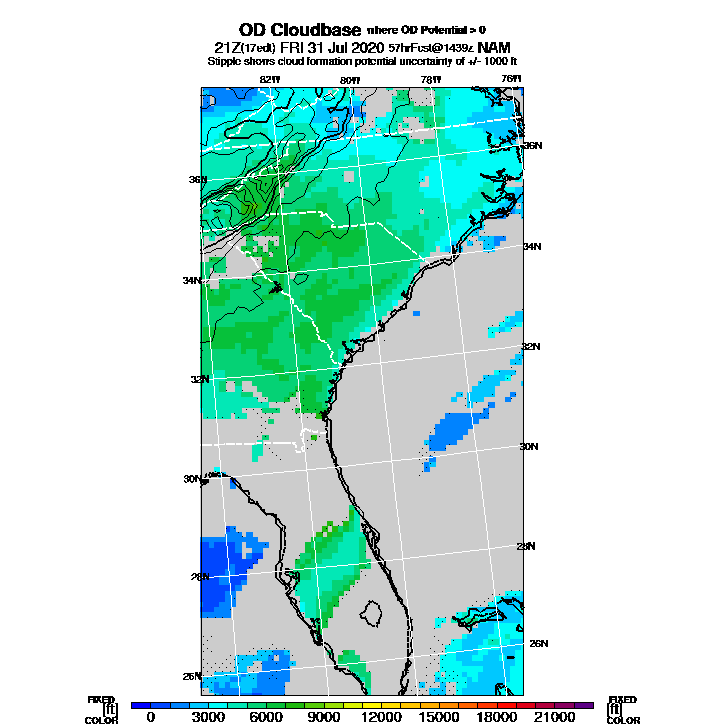 OD Cloudbase where OD Potential > 0
21Z(17edt) FRI 31 Jul 2020 57hrFcst@1439z NAM
Stipple shows cloud formation potential uncertainty of +/- 1000 ft
82W 80W 78W 76W
36N
36N
34N
34N
32N
32N
30N
30N
28N
28N
26N
26N
FIXED FIXED
[ft] [ft]
COLOR 0 3000 6000 9000 12000 15000 18000 21000 COLOR